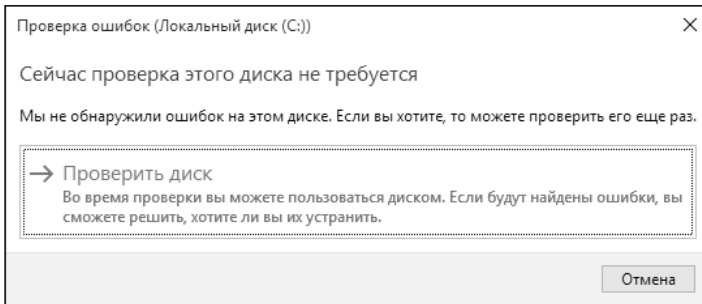 Проверка ошибок (Локальный диск (C:))
Сейчас проверка этого диска не требуется
Мы не обнаружили ошибок на этом диске. Если вы хотите, то можете проверить его еще раз.
Проверить диск
Во время проверки вы можете пользоваться диском. Если будут найдены ошибки, вы
сможете решить, хотите ли вы их устранить.
Отмена